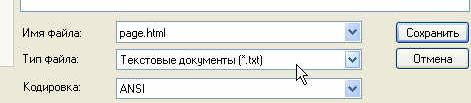 Имя файла: page.html Сохранить
Тип файла: Текстовые документы (*.txt) Отмена
Кодировка: ANSI